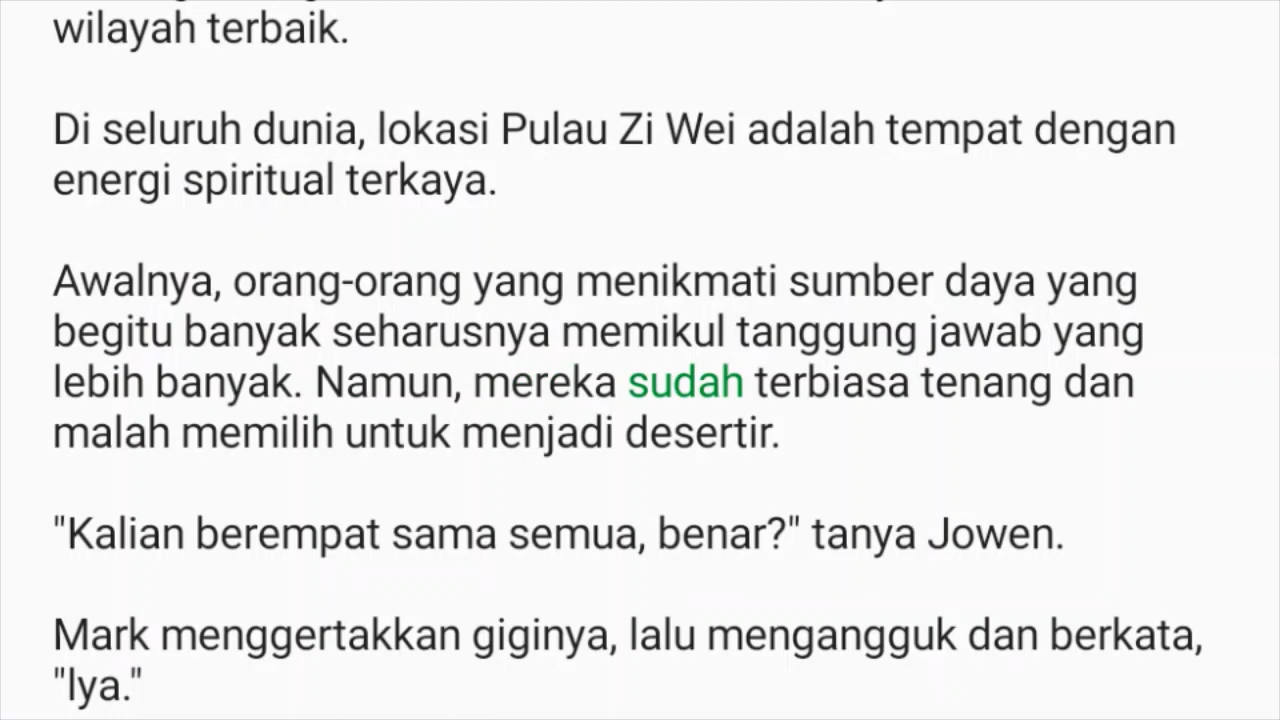 wilayah terbaik.
Di seluruh dunia, lokasi Pulau Zi Wei adalah tempat dengan
energi spiritual terkaya.
Awalnya, orang-orang yang menikmati sumber daya yang
begitu banyak seharusnya memikul tanggung jawab yang
lebih banyak. Namun, mereka sudah terbiasa tenang dan
malah memilih untuk menjadi desertir.
"Kalian berempat sama semua, benar?" tanya Jowen.
Mark menggertakkan giginya, lalu mengangguk dan berkata,
"Iya."